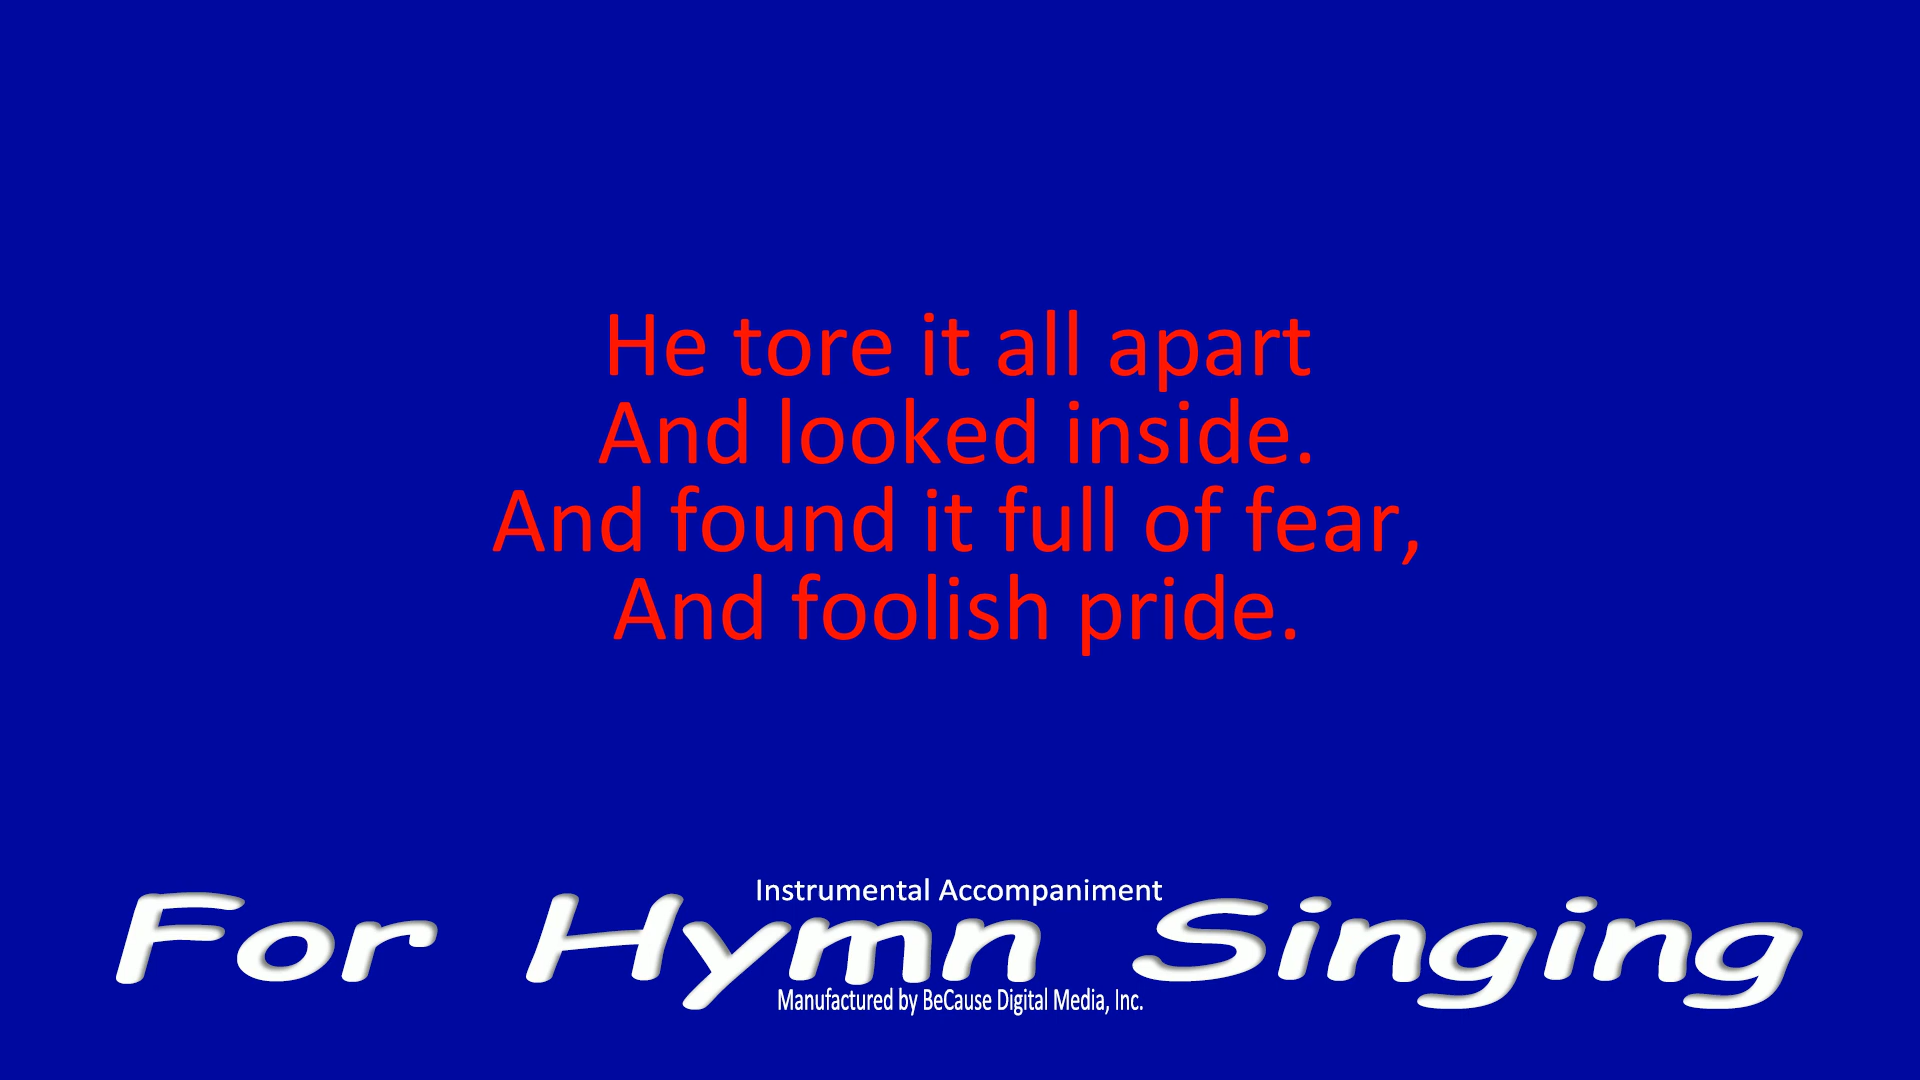 He tore it all apart
And looked inside.
And found it full of fear,
And foolish pride.
Instrumental Accompaniment
For Hymn Singing
Manufactured by BeCause Digital Media, Inc.